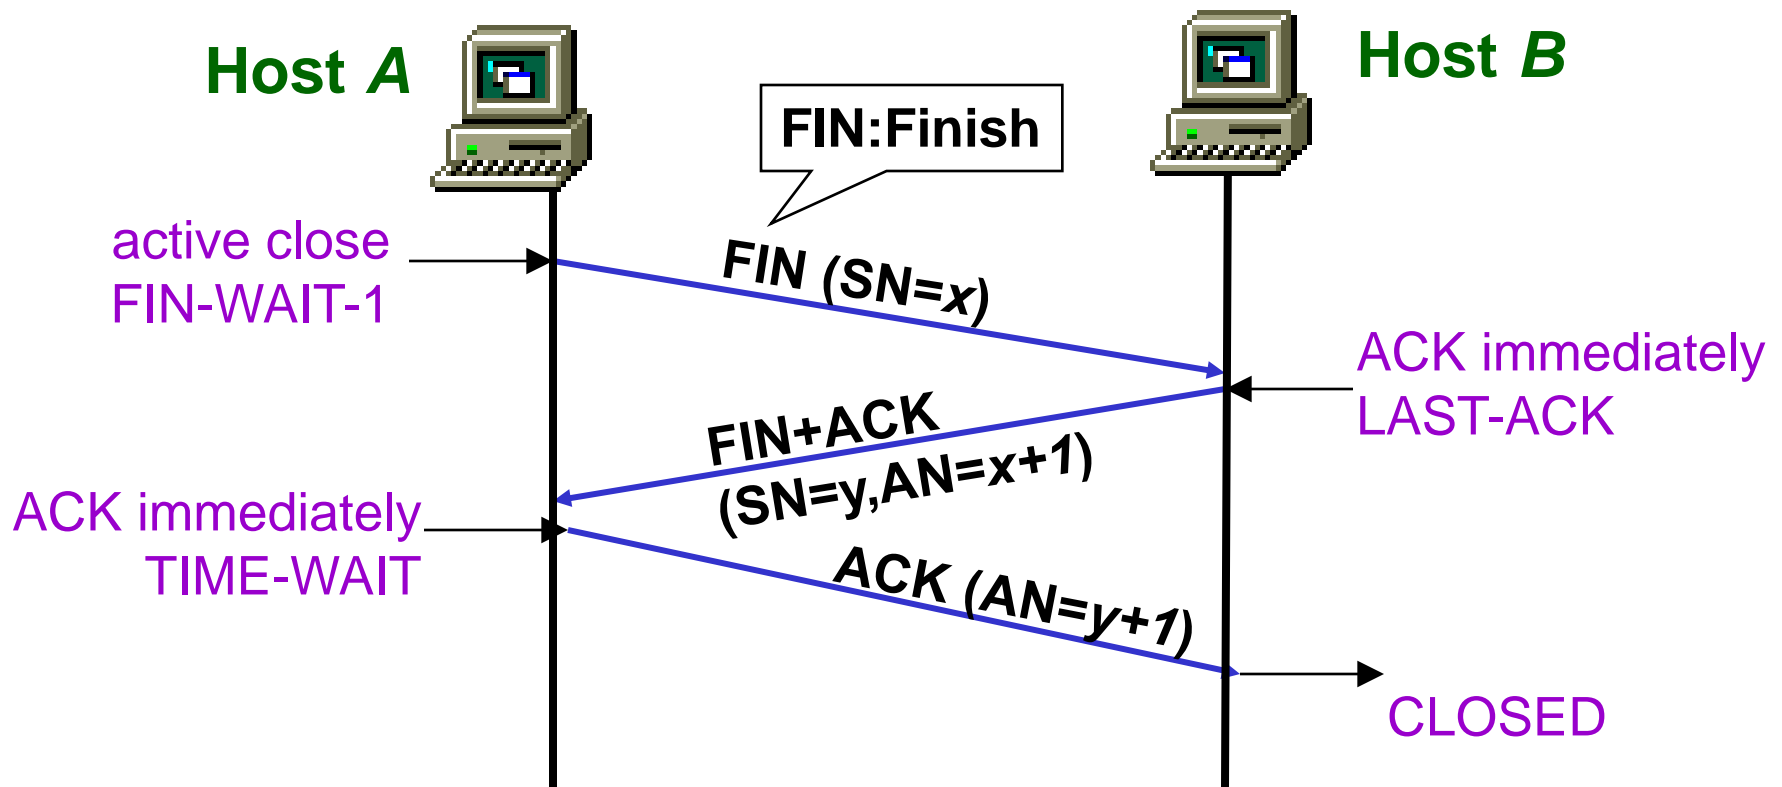 Host A
Host B
FIN:Finish
active close
FIN-WAIT-1
FIN (SN=x)
ACK immediately
LAST-ACK
FIN+ACK
(SN=y,AN=x+1)
ACK immediately
TIME-WAIT
ACK (AN=y+1)
CLOSED